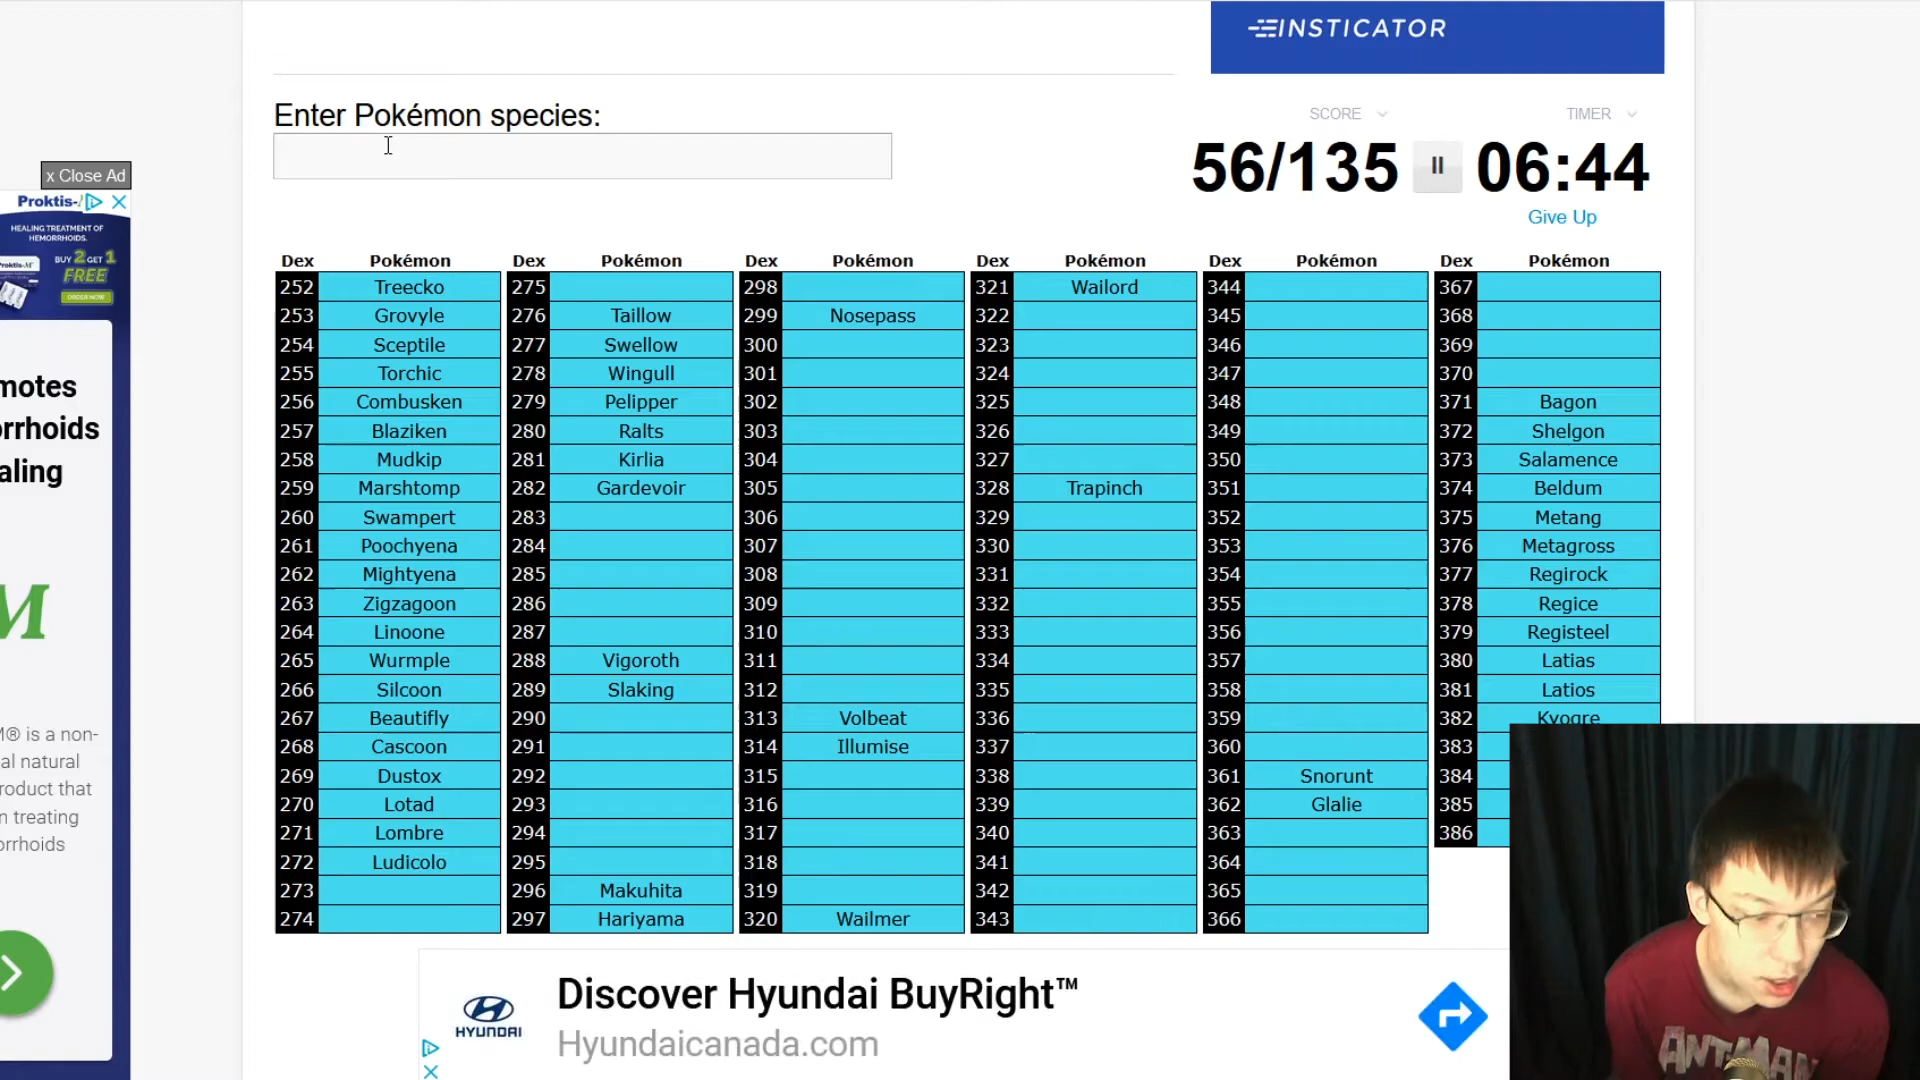 INSTICATOR
Enter Pokémon species:
SCORE
TIMER
56/135
06:44
Give Up
x Close Ad
Proktis-
HEALING TREATMENT OF
HEMORRHOIDS.
BUY 2 GET 1
FREE
ORDER NOW
motes
orrhoids
aling
M
M® is a non-
al natural
roduct that
n treating
orrhoids
Dex Pokémon Dex Pokémon Dex Pokémon Dex Pokémon Dex Pokémon Dex Pokémon
252 Treecko 275 298 321 Wailord 344 367
253 Grovyle 276 Taillow 299 Nosepass 322 345 368
254 Sceptile 277 Swellow 300 323 346 369
255 Torchic 278 Wingull 301 324 347 370
256 Combusken 279 Pelipper 302 325 348 371 Bagon
257 Blaziken 280 Ralts 303 326 349 372 Shelgon
258 Mudkip 281 Kirlia 304 327 350 373 Salamence
259 Marshtomp 282 Gardevoir 305 328 Trapinch 351 374 Beldum
260 Swampert 283 306 329 352 375 Metang
261 Poochyena 284 307 330 353 376 Metagross
262 Mightyena 285 308 331 354 377 Regirock
263 Zigzagoon 286 309 332 355 378 Regice
264 Linoone 287 310 333 356 379 Registeel
265 Wurmple 288 Vigoroth 311 334 357 380 Latias
266 Silcoon 289 Slaking 312 335 358 381 Latios
267 Beautifly 290 313 Volbeat 336 359 382 Kyogre
268 Cascoon 291 314 Illumise 337 360 383
269 Dustox 292 315 338 361 Snorunt 384
270 Lotad 293 316 339 362 Glalie 385
271 Lombre 294 317 340 363 386
272 Ludicolo 295 318 341 364
273 296 Makuhita 319 342 365
274 297 Hariyama 320 Wailmer 343 366
HYUNDAI
Discover Hyundai BuyRight™
Hyundaicanada.com
ANT-MAN